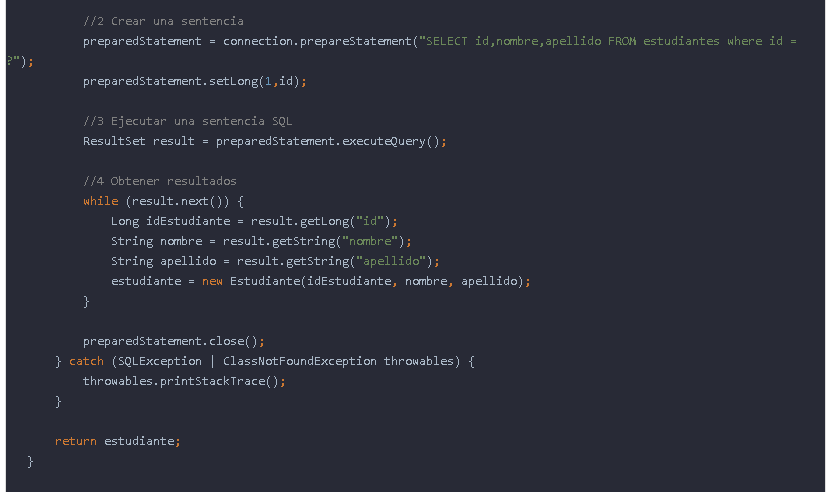 //2 Crear una sentencia
preparedStatement = connection.prepareStatement("SELECT id,nombre,apellido FROM estudiantes where id =
?");
preparedStatement.setLong(1,id);
//3 Ejecutar una sentencia SQL
ResultSet result = preparedStatement.executeQuery();
//4 Obtener resultados
while (result.next()) {
Long idEstudiante = result.getLong("id");
String nombre = result.getString("nombre");
String apellido = result.getString("apellido");
estudiante = new Estudiante(idEstudiante, nombre, apellido);
}
preparedStatement.close();
} catch (SQLException | ClassNotFoundException throwables) {
throwables.printStackTrace();
}
return estudiante;
}